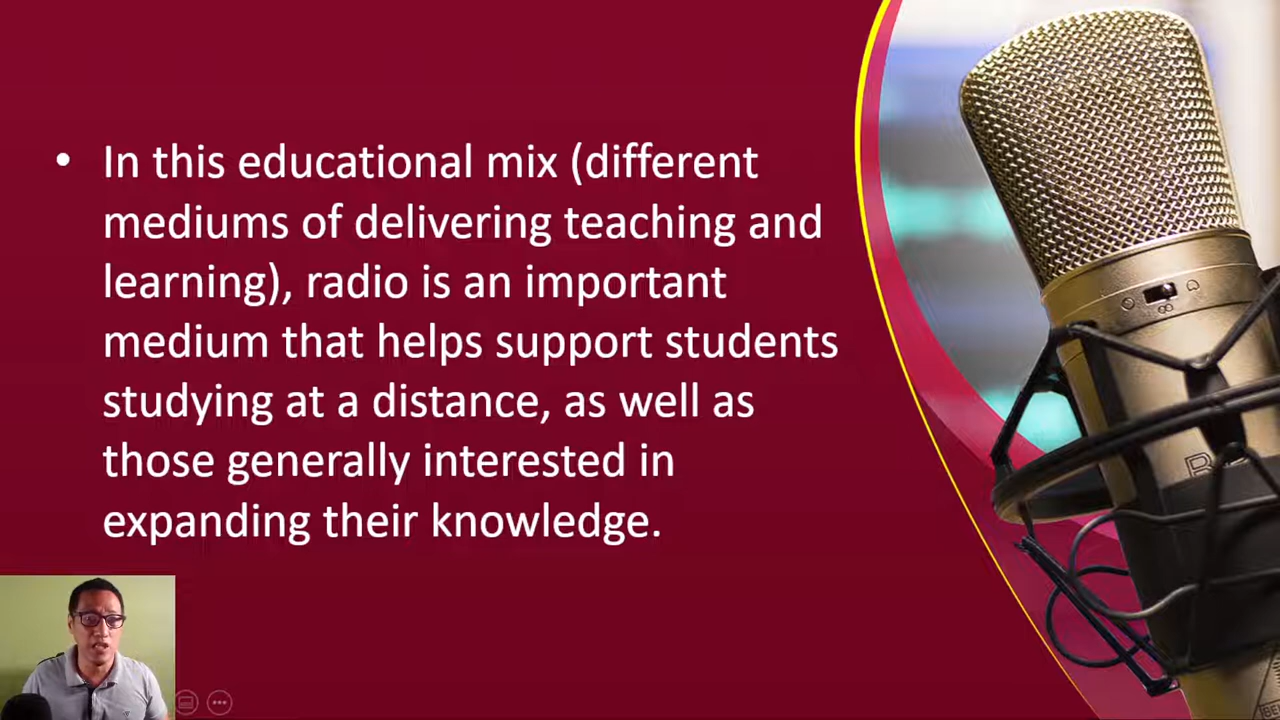 • In this educational mix (different
mediums of delivering teaching and
learning), radio is an important
medium that helps support students
studying at a distance, as well as
those generally interested in
expanding their knowledge.